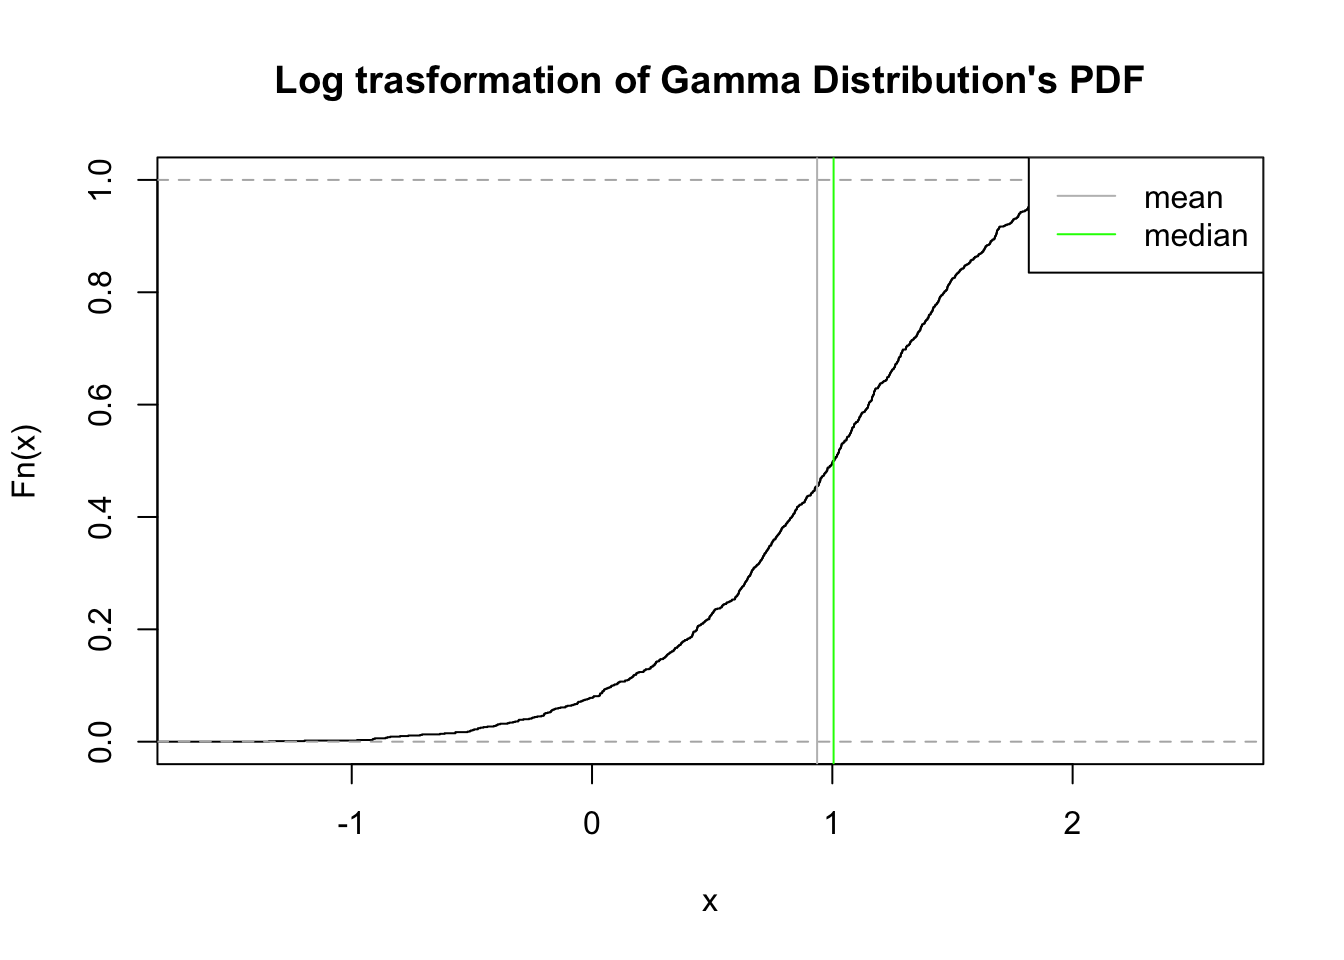 Log trasformation of Gamma Distribution's PDF
mean
median
Fn(x)
1.0
0.8
0.6
0.4
0.2
0.0
-1 0 1 2
x